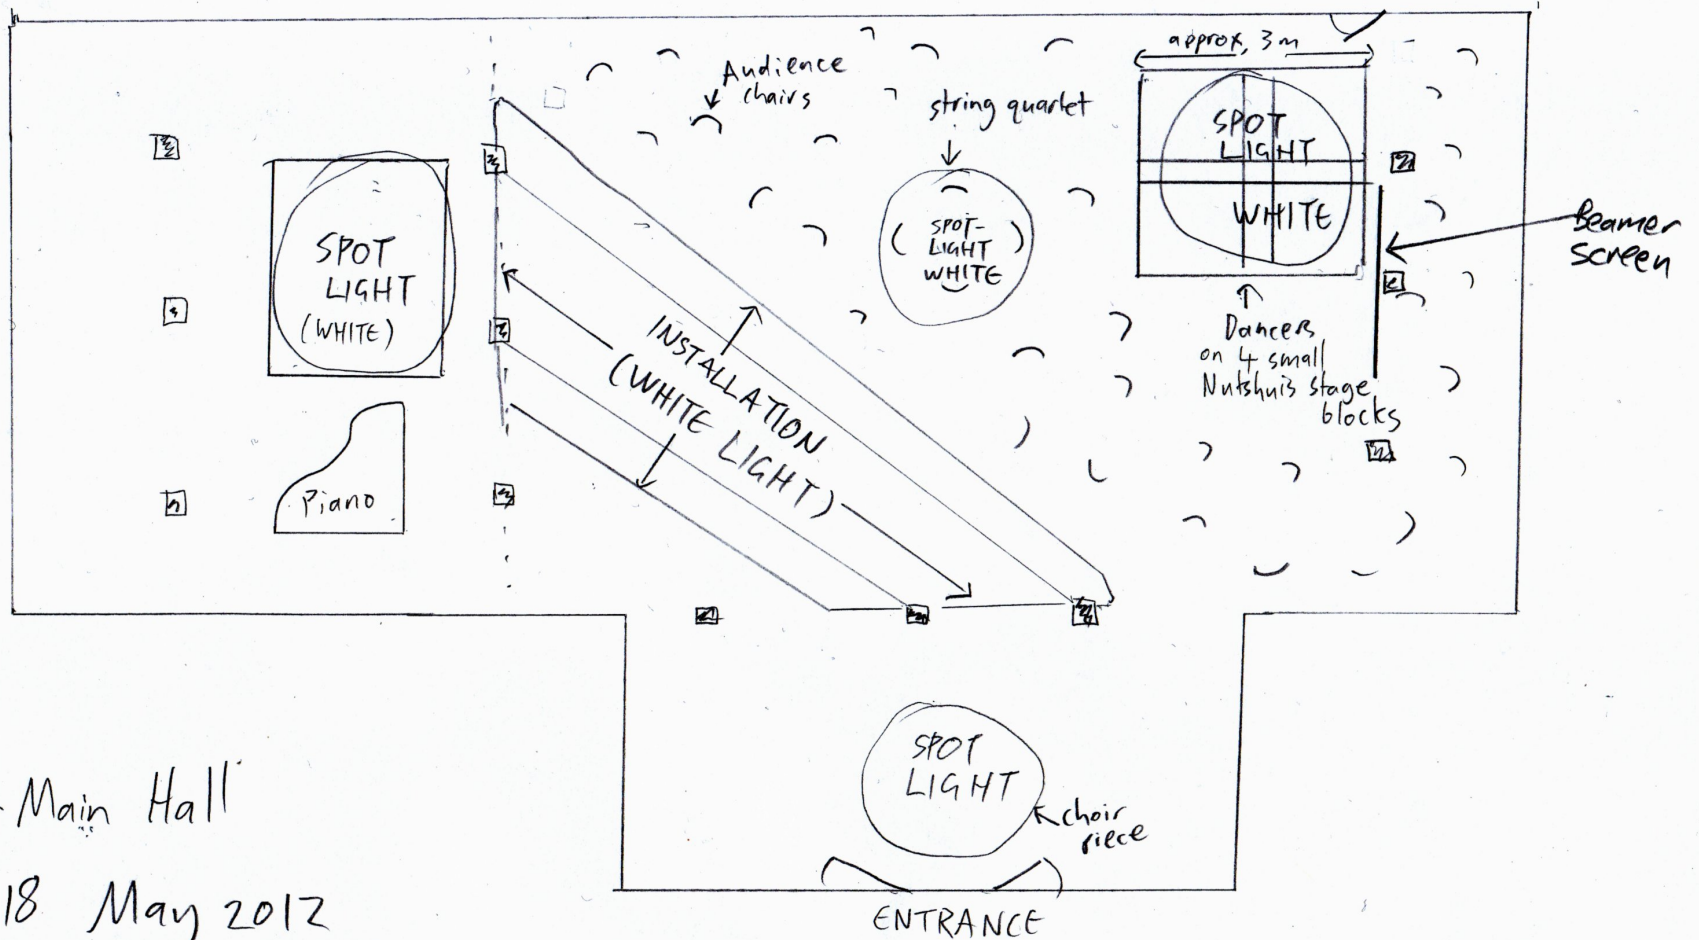 approx, 3m
Audience
chairs
string quartet
SPOT
LIGHT
WHITE
SPOT
LIGHT
(WHITE)
SPOT-
LIGHT
WHITE
Beamer
screen
INSTALLATION
(WHITE LIGHT)
Dancers
on 4 small
Nutshuis stage
blocks
Piano
SPOT
LIGHT
choir
piece
Main Hall
18 May 2012
ENTRANCE